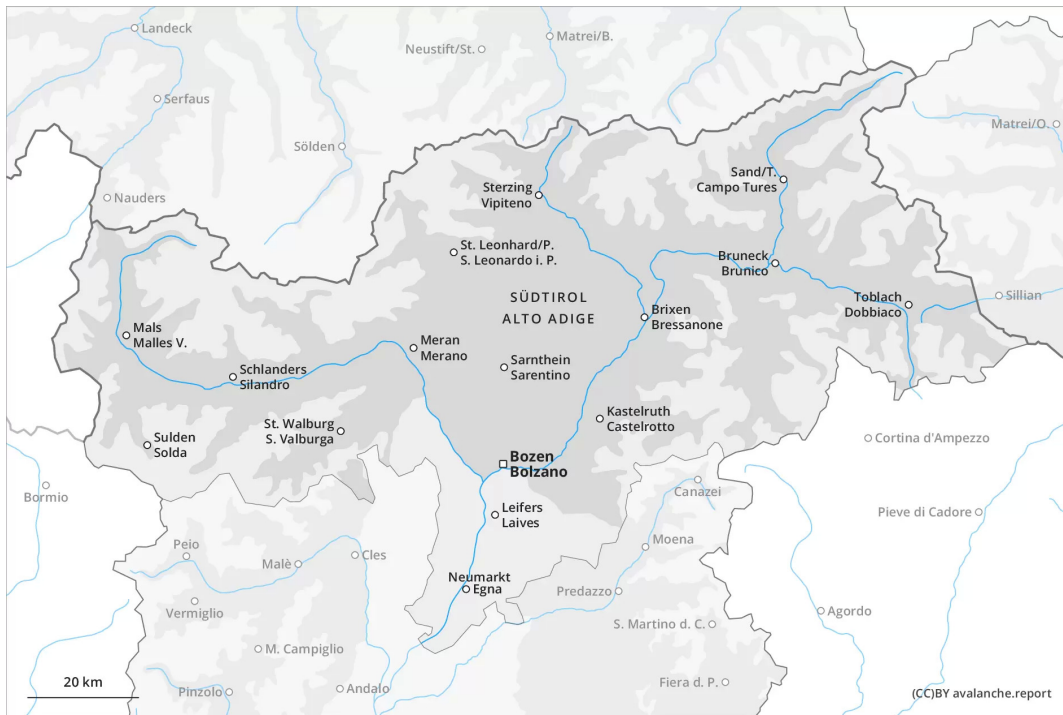 Landeck
Matrei/B.
Neustift/St.
Serfaus
Matrei/O.
Sölden
Sand/T.
Campo Tures
Sterzing
Vipiteno
Nauders
St. Leonhard/P.
S. Leonardo i. P.
Bruneck
Brunico
SÜDTIROL
ALTO ADIGE
Toblach
Dobbiaco
Sillian
Brixen
Bressanone
Mals
Malles V.
Meran
Merano
Sarnthein
Sarentino
Schlanders
Silandro
Kastelruth
Castelrotto
St. Walburg
S. Valburga
Sulden
Solda
Cortina d'Ampezzo
Bozen
Bolzano
Bormio
Canazei
Leifers
Laives
Pieve di Cadore
Moena
Peio
Cles
Malè
Neumarkt
Egna
Predazzo
Vermiglio
Agordo
S. Martino d. C.
M. Campiglio
20 km
Pinzolo
Andalo
Fiera d. P.
(CC)BY avalanche.report